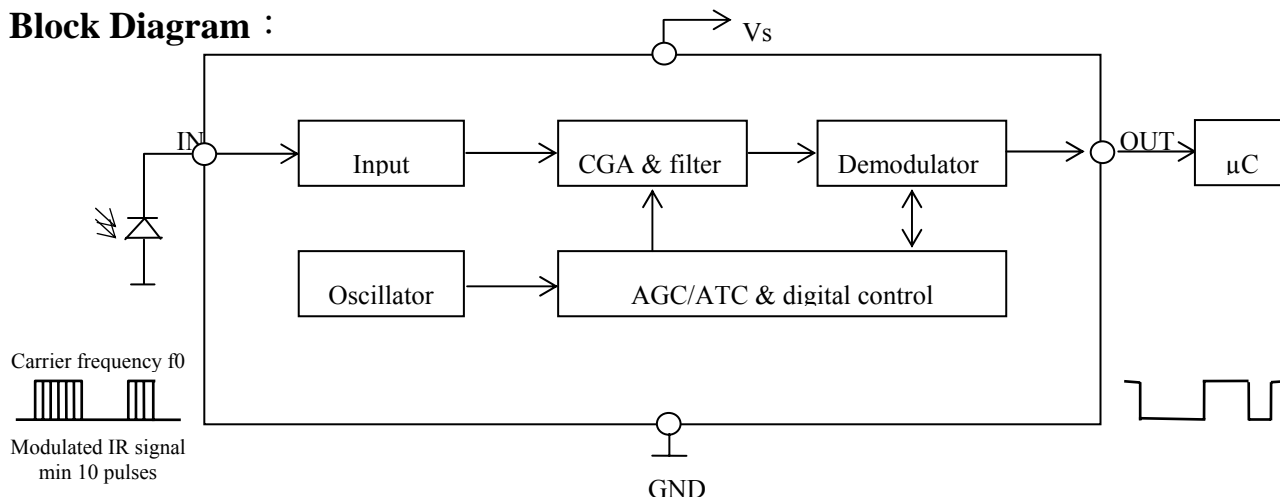 Block Diagram：
Vs
IN
Input
CGA & filter
Demodulator
OUT
µC
Oscillator
AGC/ATC & digital control
Carrier frequency f0
Modulated IR signal
min 10 pulses
GND